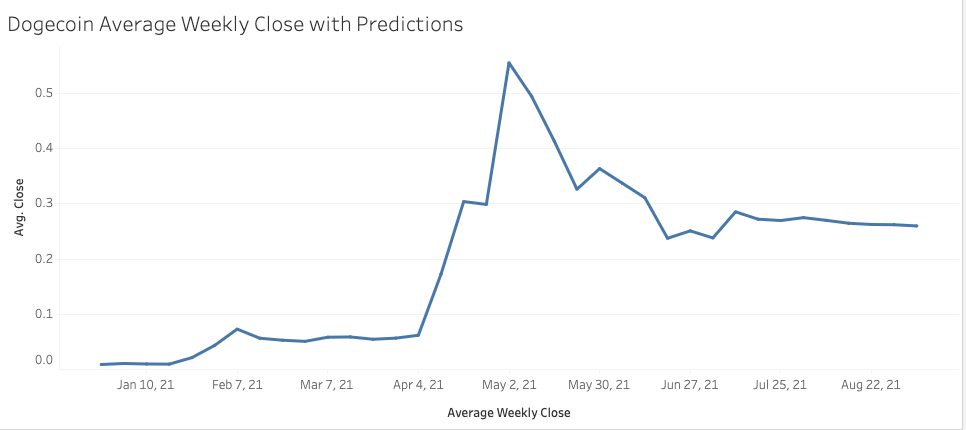 Dogecoin Average Weekly Close with Predictions
0.5
0.4
0.3
0.2
0.1
0.0
Avg. Close
Jan 10, 21 Feb 7, 21 Mar 7, 21 Apr 4, 21 May 2, 21 May 30, 21 Jun 27, 21 Jul 25, 21 Aug 22, 21
Average Weekly Close